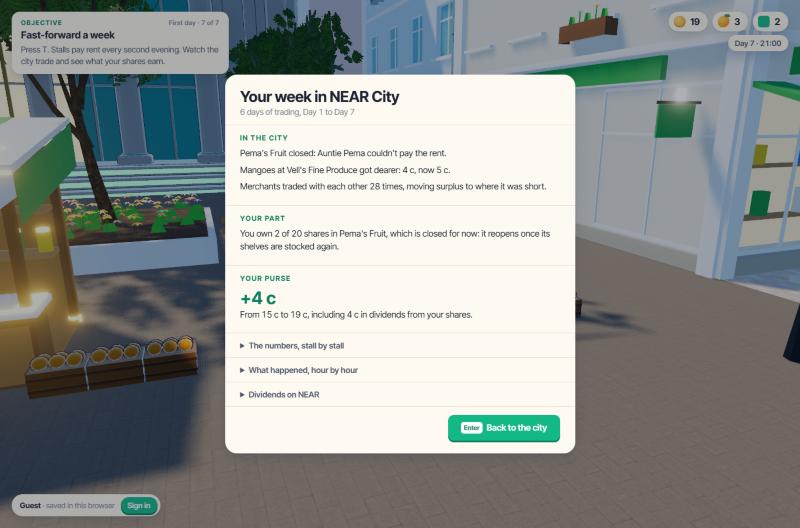 OBJECTIVE
First day · 7 of 7
Fast-forward a week
Press T. Stalls pay rent every second evening. Watch the
city trade and see what your shares earn.
19
3
2
Day 7 · 21:00
Your week in NEAR City
6 days of trading, Day 1 to Day 7
IN THE CITY
Pema's Fruit closed: Auntie Pema couldn't pay the rent.
Mangoes at Veli's Fine Produce got dearer: 4 c, now 5 c.
Merchants traded with each other 28 times, moving surplus to where it was short.
YOUR PART
You own 2 of 20 shares in Pema's Fruit, which is closed for now: it reopens once its
shelves are stocked again.
YOUR PURSE
+4 c
From 15 c to 19 c, including 4 c in dividends from your shares.
The numbers, stall by stall
What happened, hour by hour
Dividends on NEAR
Enter Back to the city
Guest · saved in this browser
Sign in